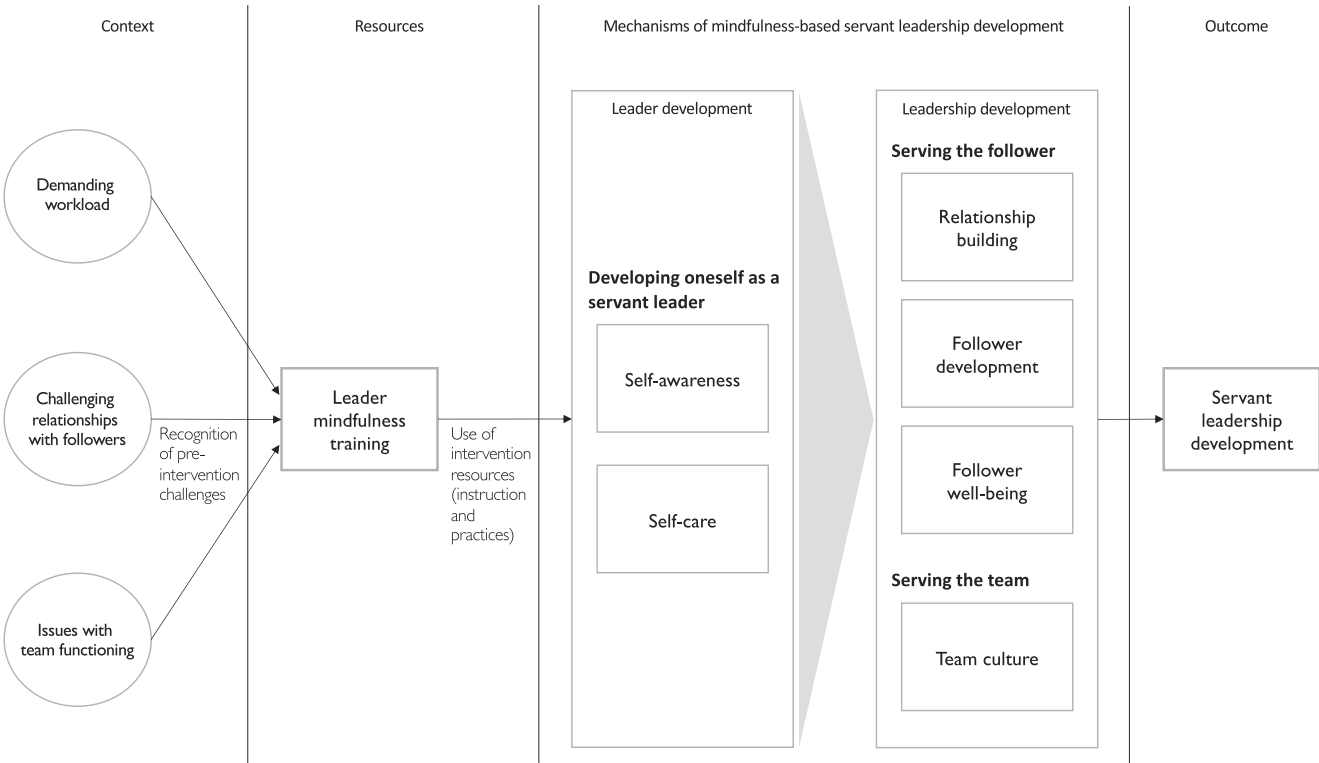 Context
Resources
Mechanisms of mindfulness-based servant leadership development
Outcome
Demanding
workload
Challenging
relationships
with followers
Issues with
team functioning
Recognition
of pre-
intervention
challenges
Leader
mindfulness
training
Use of
intervention
resources
(instruction
and
practices)
Leader development
Developing oneself as a
servant leader
Self-awareness
Self-care
Leadership development
Serving the follower
Relationship
building
Follower
development
Follower
well-being
Serving the team
Team culture
Servant
leadership
development